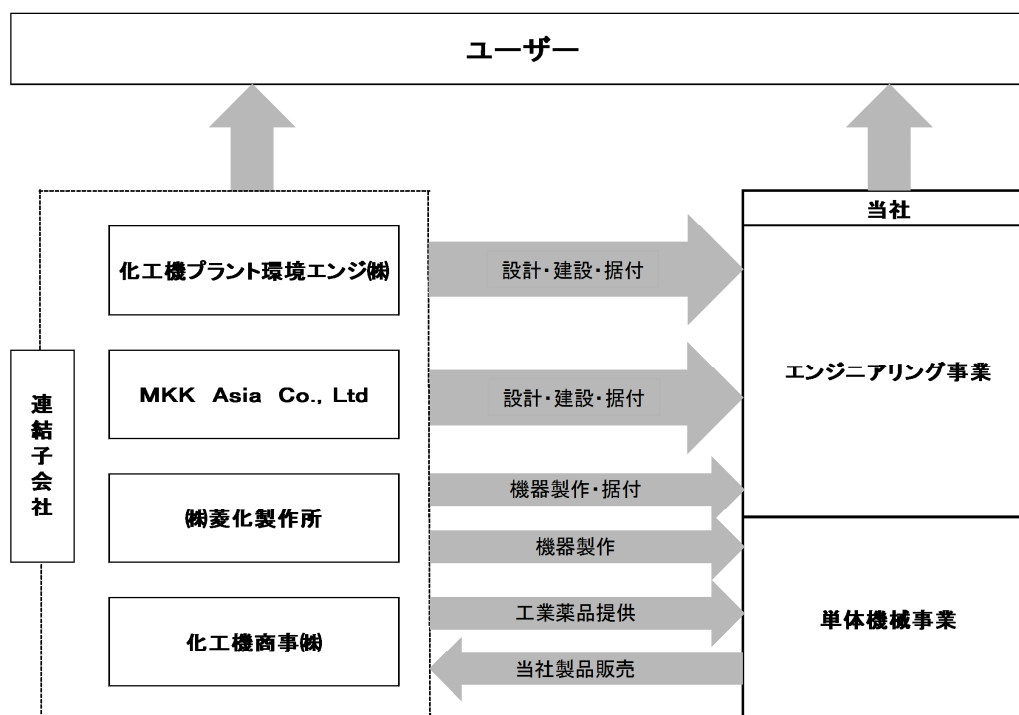 ユーザー
当社
化工機プラント環境エンジ㈱
設計・建設・据付
エンジニアリング事業
MKK Asia Co., Ltd
設計・建設・据付
連結子会社
㈱菱化製作所
機器製作・据付
機器製作
化工機商事㈱
工業薬品提供
当社製品販売
単体機械事業